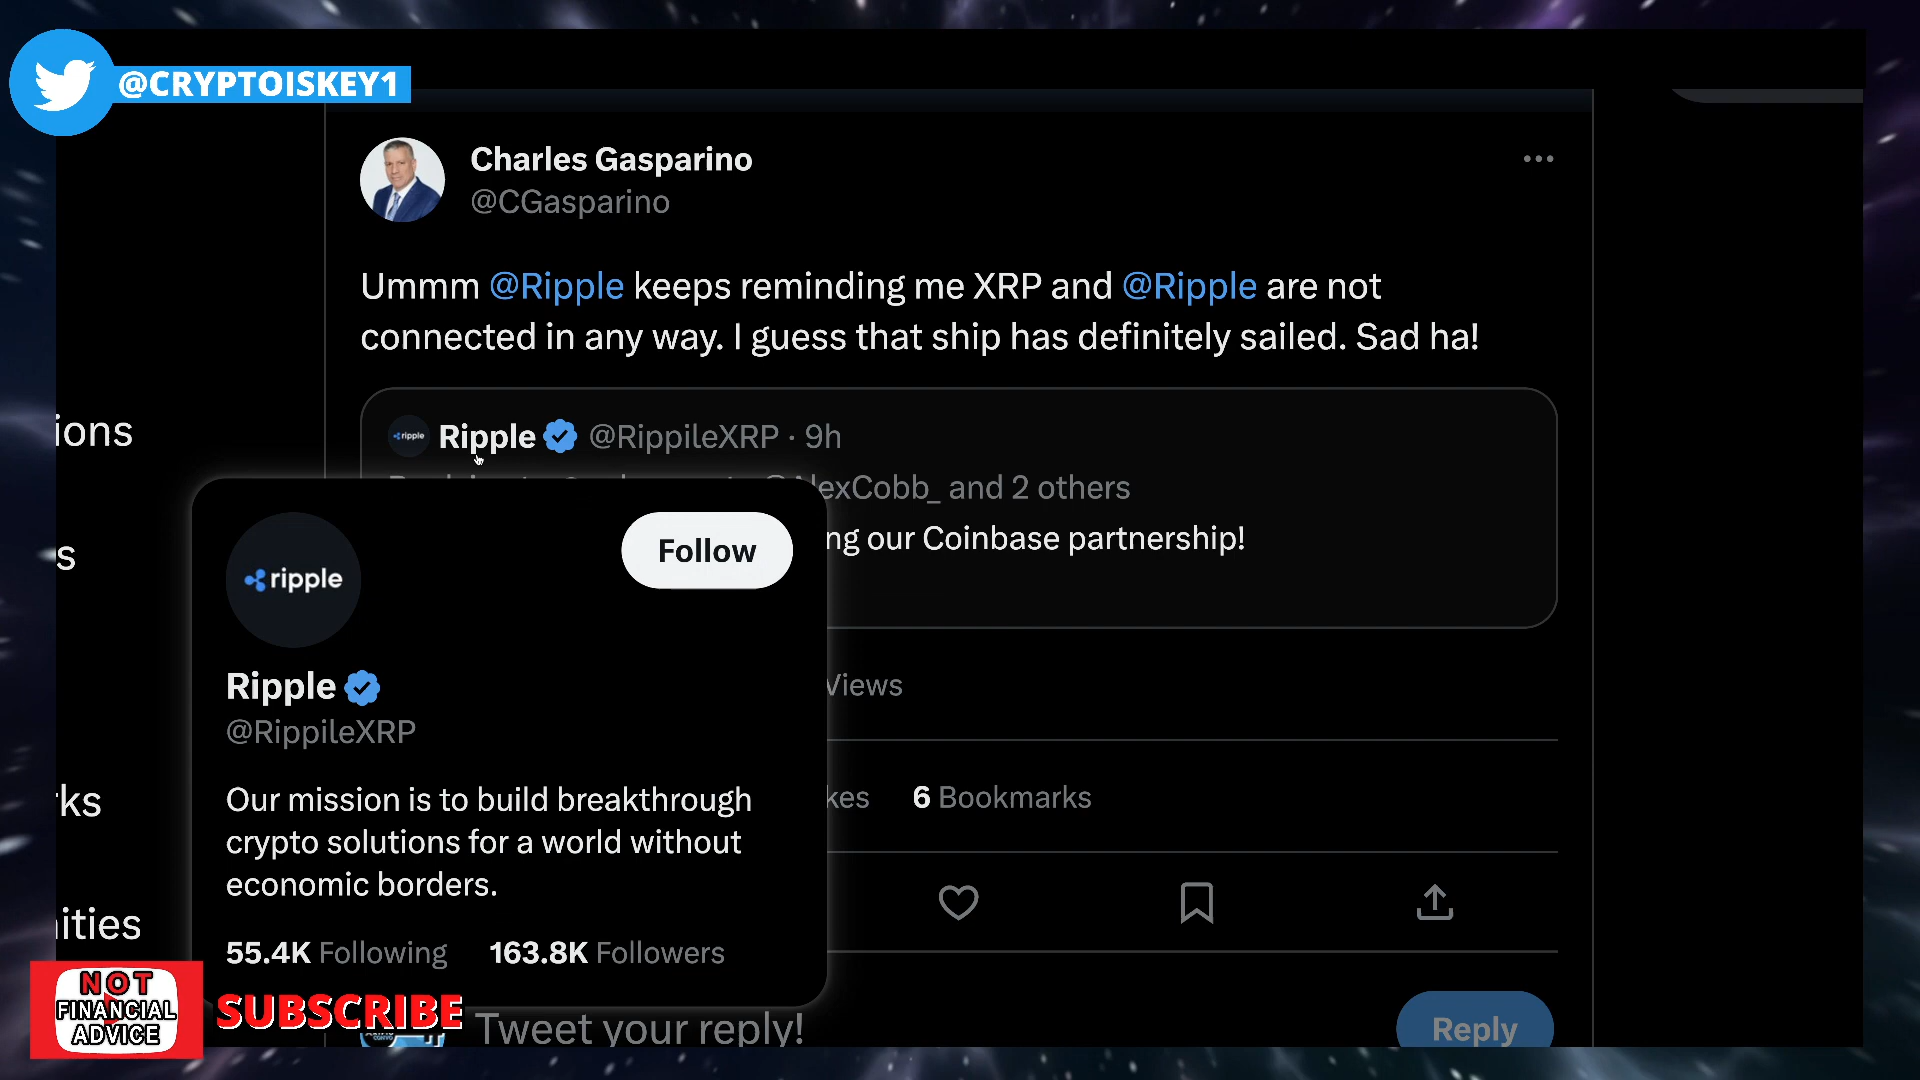 @CRYPTOISKEY1
Charles Gasparino
@CGasparino
Ummm @Ripple keeps reminding me XRP and @Ripple are not
connected in any way. I guess that ship has definitely sailed. Sad ha!
ripple Ripple @RippileXRP · 9h
exCobb_ and 2 others
ng our Coinbase partnership!
ions
s
rks
ities
ripple
Follow
Ripple
@RippileXRP
Our mission is to build breakthrough
crypto solutions for a world without
economic borders.
55.4K Following 163.8K Followers
Views
kes 6 Bookmarks
NOT
FINANCIAL
ADVICE
SUBSCRIBE
Tweet your reply!
Reply